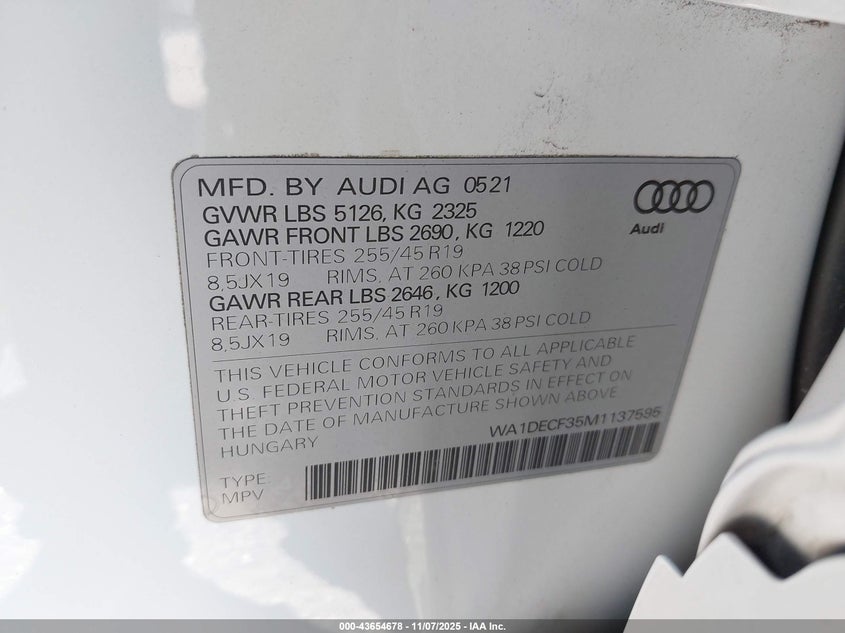 MFD. BY AUDI AG 0521
GVWR LBS 5126, KG 2325
GAWR FRONT LBS 2690, KG 1220
FRONT-TIRES 255/45 R19
8,5JX19 RIMS, AT 260 KPA 38 PSI COLD
GAWR REAR LBS 2646, KG 1200
REAR-TIRES 255/45 R19
8,5JX19 RIMS, AT 260 KPA 38 PSI COLD
THIS VEHICLE CONFORMS TO ALL APPLICABLE
U.S. FEDERAL MOTOR VEHICLE SAFETY AND
THEFT PREVENTION STANDARDS IN EFFECT ON
THE DATE OF MANUFACTURE SHOWN ABOVE
HUNGARY WA1DECF35M1137595
TYPE:
MPV
Audi
000-43654678 | 11/07/2025 - IAA Inc.